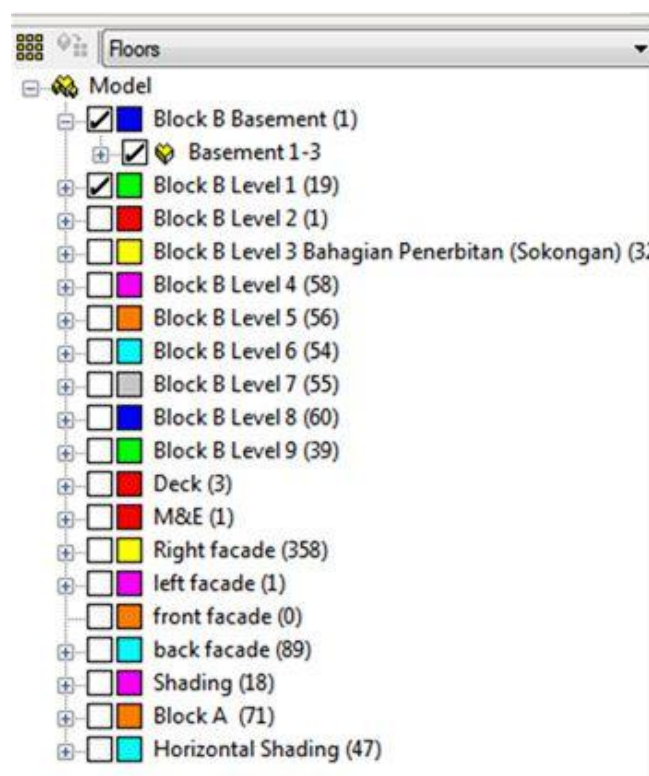 Floors
Model
Block B Basement (1)
Basement 1-3
Block B Level 1 (19)
Block B Level 2 (1)
Block B Level 3 Bahagian Penerbitan (Sokongan) (32
Block B Level 4 (58)
Block B Level 5 (56)
Block B Level 6 (54)
Block B Level 7 (55)
Block B Level 8 (60)
Block B Level 9 (39)
Deck (3)
M&E (1)
Right facade (358)
left facade (1)
front facade (0)
back facade (89)
Shading (18)
Block A (71)
Horizontal Shading (47)